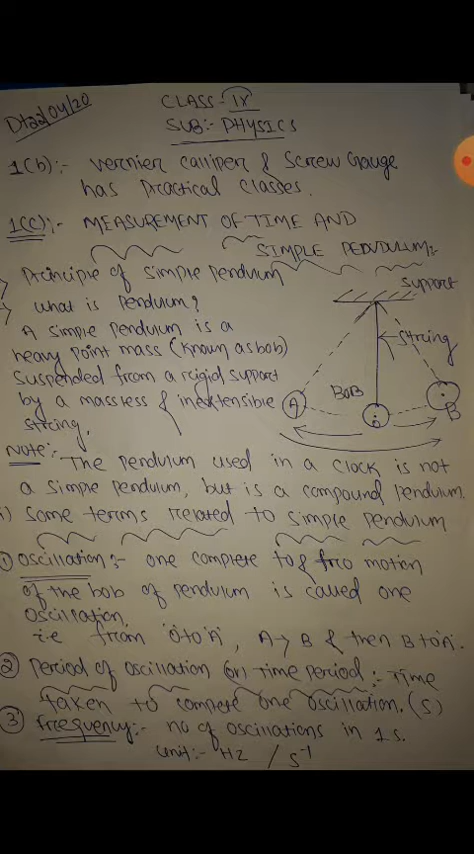 Dt22/04/20
CLASS- IX
SUB:- PHYSICS
1(b):- Vernier Calliper & Screw Gauge
has Practical Classes.
1(C):- MEASUREMENT OF TIME AND
SIMPLE PENDULUM:-
Principle of Simple pendulum
What is Pendulum?
A simple pendulum is a
heavy point mass (known as bob)
suspended from a rigid support
by a massless & inextensible
string.
Support
String
BOB
A
O
B
Note:- The Pendulum used in a clock is not
a simple pendulum, but is a compound pendulum.
i) Some terms related to simple pendulum
① Oscillation:- one complete to & fro motion
of the bob of pendulum is called one
oscillation.
i.e from 'O' to 'A', A → B & then B to A.
② Period of oscillation (or) Time period:- Time
taken to complete one oscillation. (s)
③ frequency:- no of oscillations in 1s.
unit:- Hz / s⁻¹